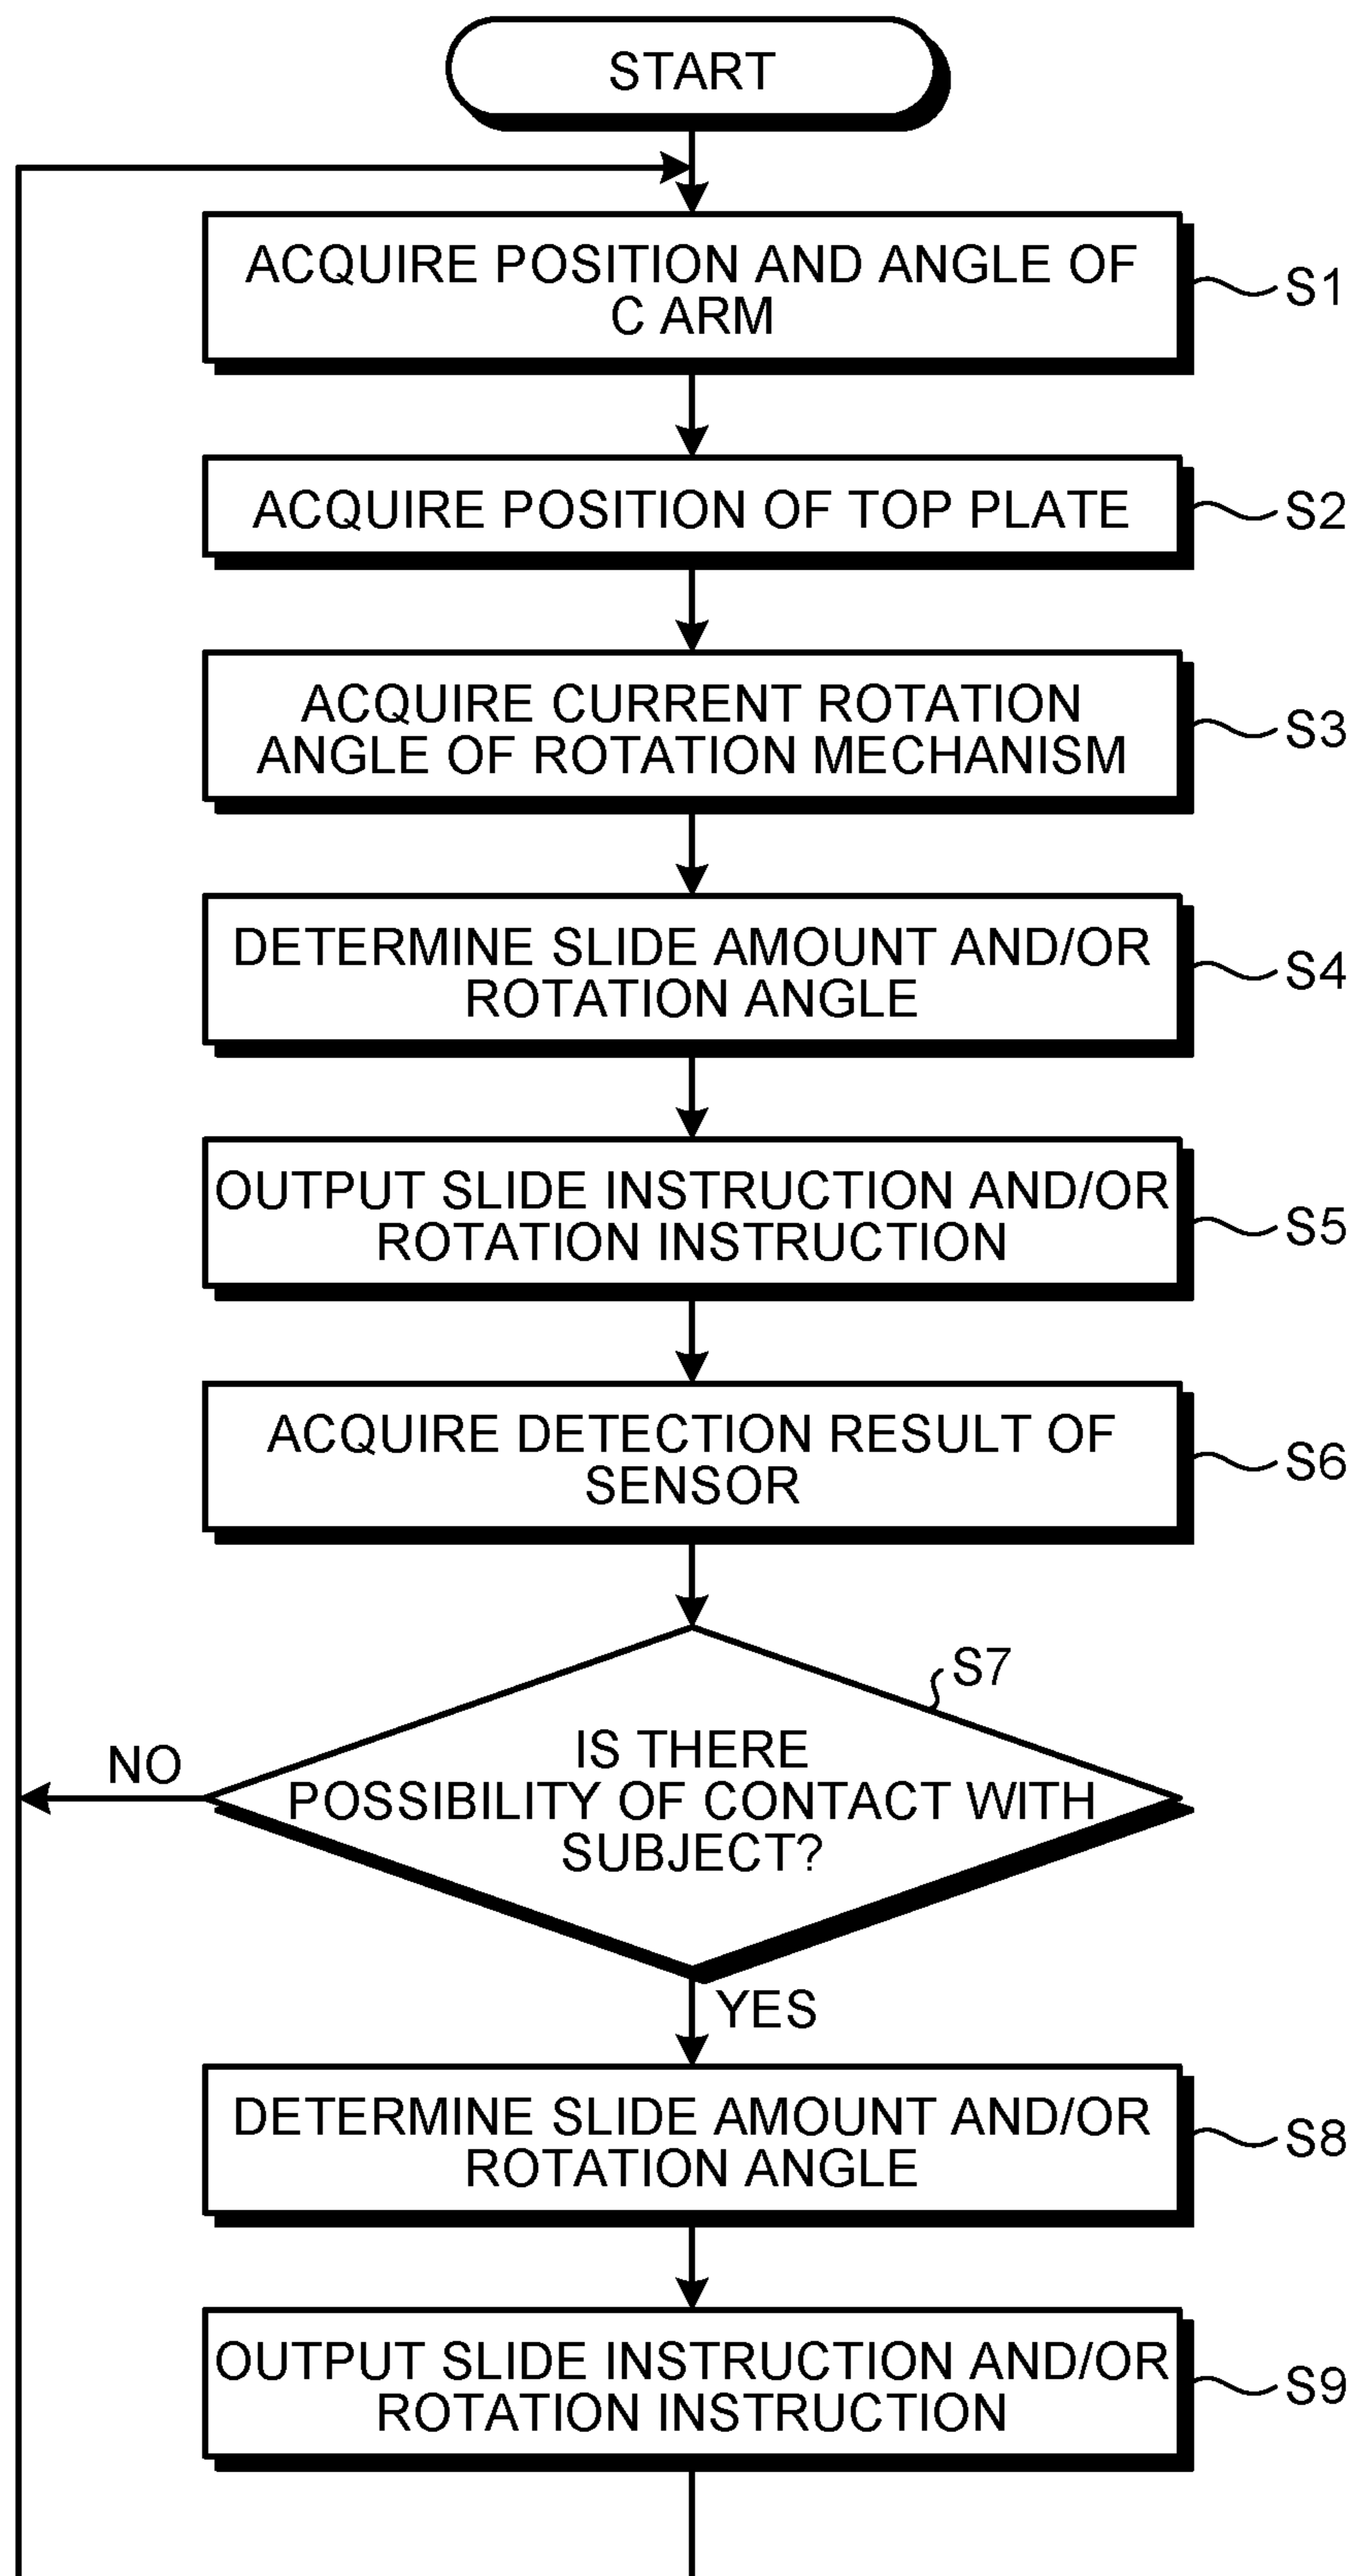 START
ACQUIRE POSITION AND ANGLE OF
C ARM
S1
ACQUIRE POSITION OF TOP PLATE
S2
ACQUIRE CURRENT ROTATION
ANGLE OF ROTATION MECHANISM
S3
DETERMINE SLIDE AMOUNT AND/OR
ROTATION ANGLE
S4
OUTPUT SLIDE INSTRUCTION AND/OR
ROTATION INSTRUCTION
S5
ACQUIRE DETECTION RESULT OF
SENSOR
S6
S7
IS THERE
POSSIBILITY OF CONTACT WITH
SUBJECT?
NO
YES
DETERMINE SLIDE AMOUNT AND/OR
ROTATION ANGLE
S8
OUTPUT SLIDE INSTRUCTION AND/OR
ROTATION INSTRUCTION
S9